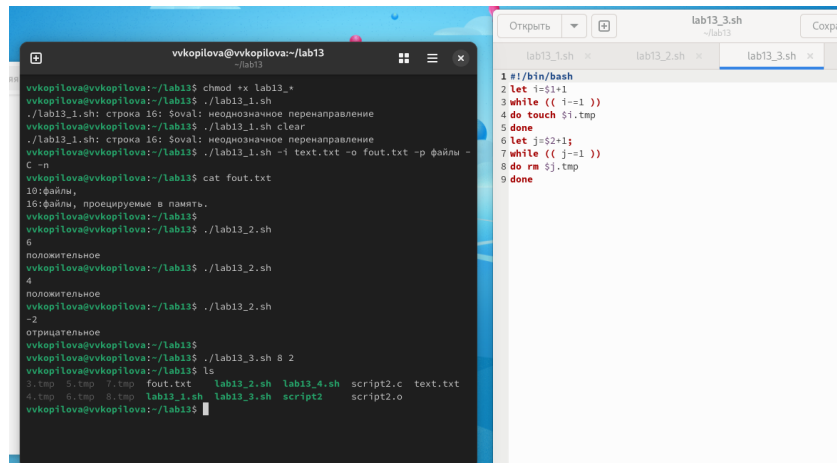 vvkopilova@vvkopilova:~/lab13
~/lab13
vvkopilova@vvkopilova:~/lab13$ chmod +x lab13_*
vvkopilova@vvkopilova:~/lab13$ ./lab13_1.sh
./lab13_1.sh: строка 16: $oval: неоднозначное перенаправление
vvkopilova@vvkopilova:~/lab13$ ./lab13_1.sh clear
./lab13_1.sh: строка 16: $oval: неоднозначное перенаправление
vvkopilova@vvkopilova:~/lab13$ ./lab13_1.sh -i text.txt -o fout.txt -p файлы -
C -n
vvkopilova@vvkopilova:~/lab13$ cat fout.txt
10:файлы,
16:файлы, проецируемые в память.
vvkopilova@vvkopilova:~/lab13$
vvkopilova@vvkopilova:~/lab13$ ./lab13_2.sh
6
положительное
vvkopilova@vvkopilova:~/lab13$ ./lab13_2.sh
4
положительное
vvkopilova@vvkopilova:~/lab13$ ./lab13_2.sh
-2
отрицательное
vvkopilova@vvkopilova:~/lab13$
vvkopilova@vvkopilova:~/lab13$ ./lab13_3.sh 8 2
vvkopilova@vvkopilova:~/lab13$ ls
3.tmp 5.tmp 7.tmp fout.txt lab13_2.sh lab13_4.sh script2.c text.txt
4.tmp 6.tmp 8.tmp lab13_1.sh lab13_3.sh script2 script2.o
vvkopilova@vvkopilova:~/lab13$
Открыть lab13_3.sh
~/lab13
lab13_1.sh × lab13_2.sh × lab13_3.sh ×
1 #!/bin/bash
2 let i=$1+1
3 while (( i-=1 ))
4 do touch $i.tmp
5 done
6 let j=$2+1;
7 while (( j-=1 ))
8 do rm $j.tmp
9 done